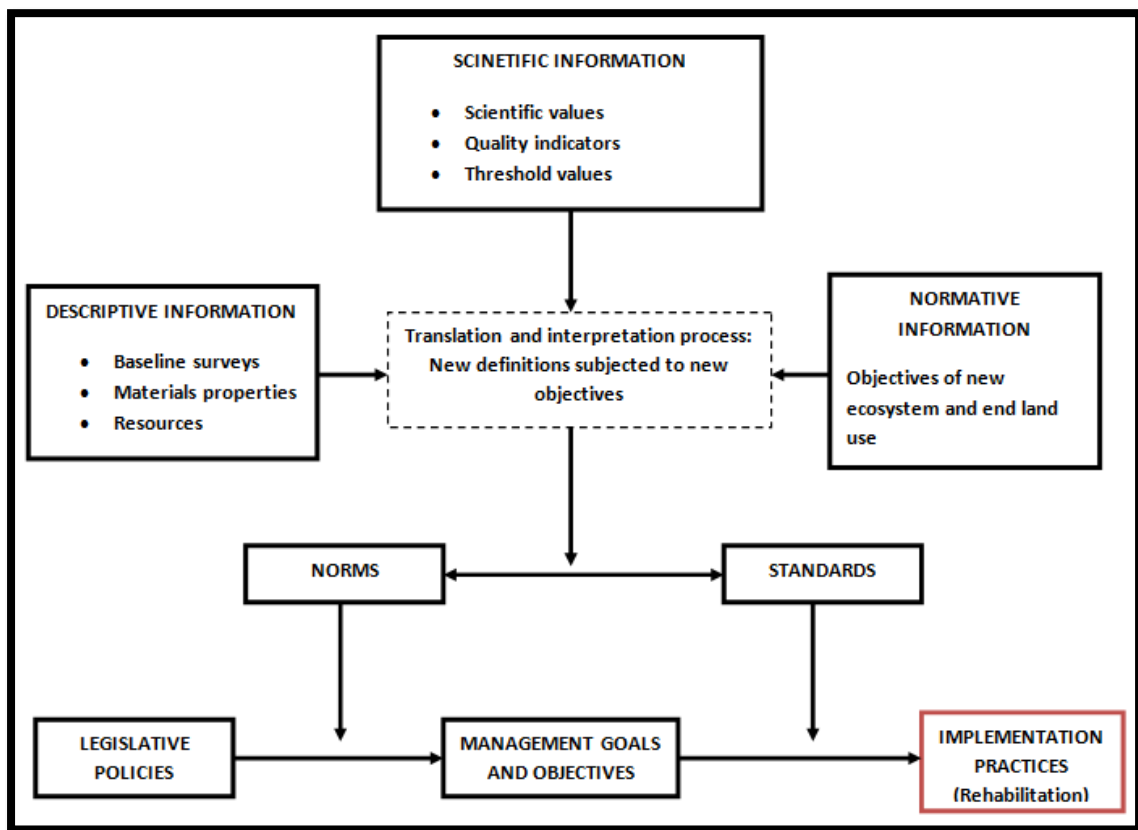 SCINETIFIC INFORMATION
• Scientific values
• Quality indicators
• Threshold values
DESCRIPTIVE INFORMATION
• Baseline surveys
• Materials properties
• Resources
Translation and interpretation process:
New definitions subjected to new
objectives
NORMATIVE
INFORMATION
Objectives of new
ecosystem and end land
use
NORMS
STANDARDS
LEGISLATIVE
POLICIES
MANAGEMENT GOALS
AND OBJECTIVES
IMPLEMENTATION
PRACTICES
(Rehabilitation)